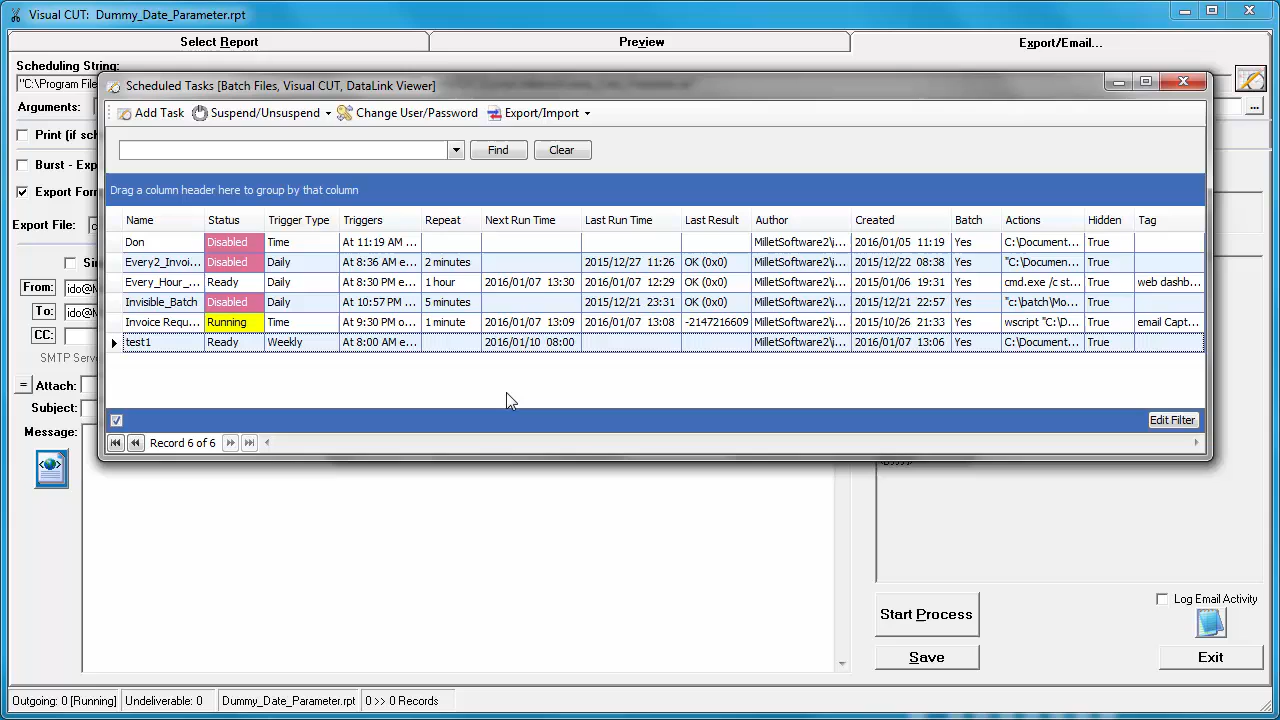 Visual CUT: Dummy_Date_Parameter.rpt
Select Report Preview Export/Email...
Scheduling String:
"C:\Program File
Scheduled Tasks [Batch Files, Visual CUT, DataLink Viewer]
Arguments: ...
Add Task Suspend/Unsuspend Change User/Password Export/Import
Print (if sch
Find Clear
Burst - Exp
Drag a column header here to group by that column
Export Form
Name Status Trigger Type Triggers Repeat Next Run Time Last Run Time Last Result Author Created Batch Actions Hidden Tag
Export File: c
Don Disabled Time At 11:19 AM ... MilletSoftware2\i... 2016/01/05 11:19 Yes C:\Document... True
Every2_Invoi... Disabled Daily At 8:36 AM e... 2 minutes 2015/12/27 11:26 OK (0x0) MilletSoftware2\i... 2015/12/22 08:38 Yes "C:\Documen... True
Sin
Every_Hour_... Ready Daily At 8:30 PM e... 1 hour 2016/01/07 13:30 2016/01/07 12:29 OK (0x0) MilletSoftware2\i... 2015/01/06 19:31 Yes cmd.exe /c st... True web dashb...
From: ido@M
Invisible_Batch Disabled Daily At 10:57 PM ... 5 minutes 2015/12/21 23:31 OK (0x0) MilletSoftware2\i... 2015/12/21 22:57 Yes "c:\batch\Mo... True
To: ido@M
Invoice Requ... Running Time At 9:30 PM o... 1 minute 2016/01/07 13:09 2016/01/07 13:08 -2147216609 MilletSoftware2\i... 2015/10/26 21:33 Yes wscript "C:\D... True email Capt...
CC:
test1 Ready Weekly At 8:00 AM e... 2016/01/10 08:00 MilletSoftware2\i... 2016/01/07 13:06 Yes C:\Document... True
SMTP Serve
= Attach:
Subject:
Edit Filter
Message:
Record 6 of 6
Log Email Activity
Start Process
Save Exit
Outgoing: 0 [Running] Undeliverable: 0 Dummy_Date_Parameter.rpt 0 >> 0 Records